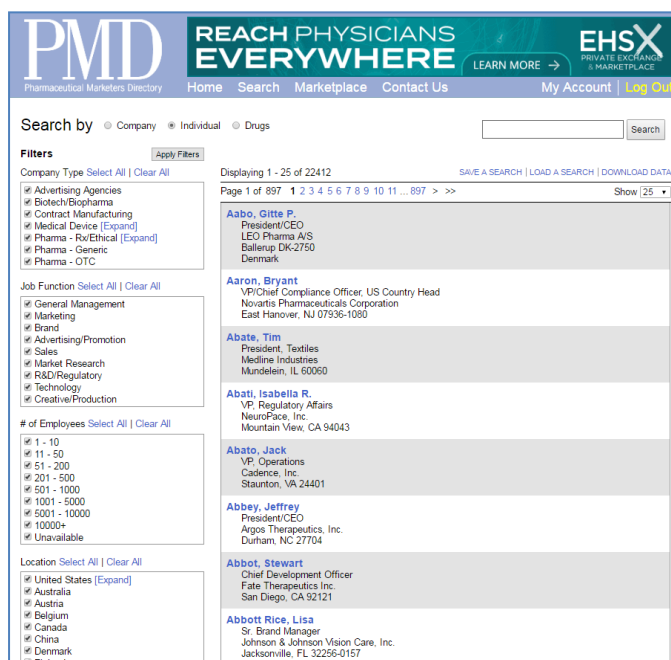 PMD
Pharmaceutical Marketers Directory
REACH PHYSICIANS
EVERYWHERE
LEARN MORE →
EHSX
PRIVATE EXCHANGE
& MARKETPLACE
Home Search Marketplace Contact Us
My Account | Log Out
Search by Company Individual Drugs
Search
Filters
Apply Filters
Company Type Select All | Clear All
Advertising Agencies
Biotech/Biopharma
Contract Manufacturing
Medical Device [Expand]
Pharma - Rx/Ethical [Expand]
Pharma - Generic
Pharma - OTC
Job Function Select All | Clear All
General Management
Marketing
Brand
Advertising/Promotion
Sales
Market Research
R&D/Regulatory
Technology
Creative/Production
# of Employees Select All | Clear All
1 - 10
11 - 50
51 - 200
201 - 500
501 - 1000
1001 - 5000
5001 - 10000
10000+
Unavailable
Location Select All | Clear All
United States [Expand]
Australia
Austria
Belgium
Canada
China
Denmark
Displaying 1 - 25 of 22412
SAVE A SEARCH | LOAD A SEARCH | DOWNLOAD DATA
Page 1 of 897 1 2 3 4 5 6 7 8 9 10 11 ... 897 > >>
Show 25
Aabo, Gitte P.
President/CEO
LEO Pharma A/S
Ballerup DK-2750
Denmark
Aaron, Bryant
VP/Chief Compliance Officer, US Country Head
Novartis Pharmaceuticals Corporation
East Hanover, NJ 07936-1080
Abate, Tim
President, Textiles
Medline Industries
Mundelein, IL 60060
Abati, Isabella R.
VP, Regulatory Affairs
NeuroPace, Inc.
Mountain View, CA 94043
Abato, Jack
VP, Operations
Cadence, Inc.
Staunton, VA 24401
Abbey, Jeffrey
President/CEO
Argos Therapeutics, Inc.
Durham, NC 27704
Abbot, Stewart
Chief Development Officer
Fate Therapeutics Inc.
San Diego, CA 92121
Abbott Rice, Lisa
Sr. Brand Manager
Johnson & Johnson Vision Care, Inc.
Jacksonville, FL 32256-0157